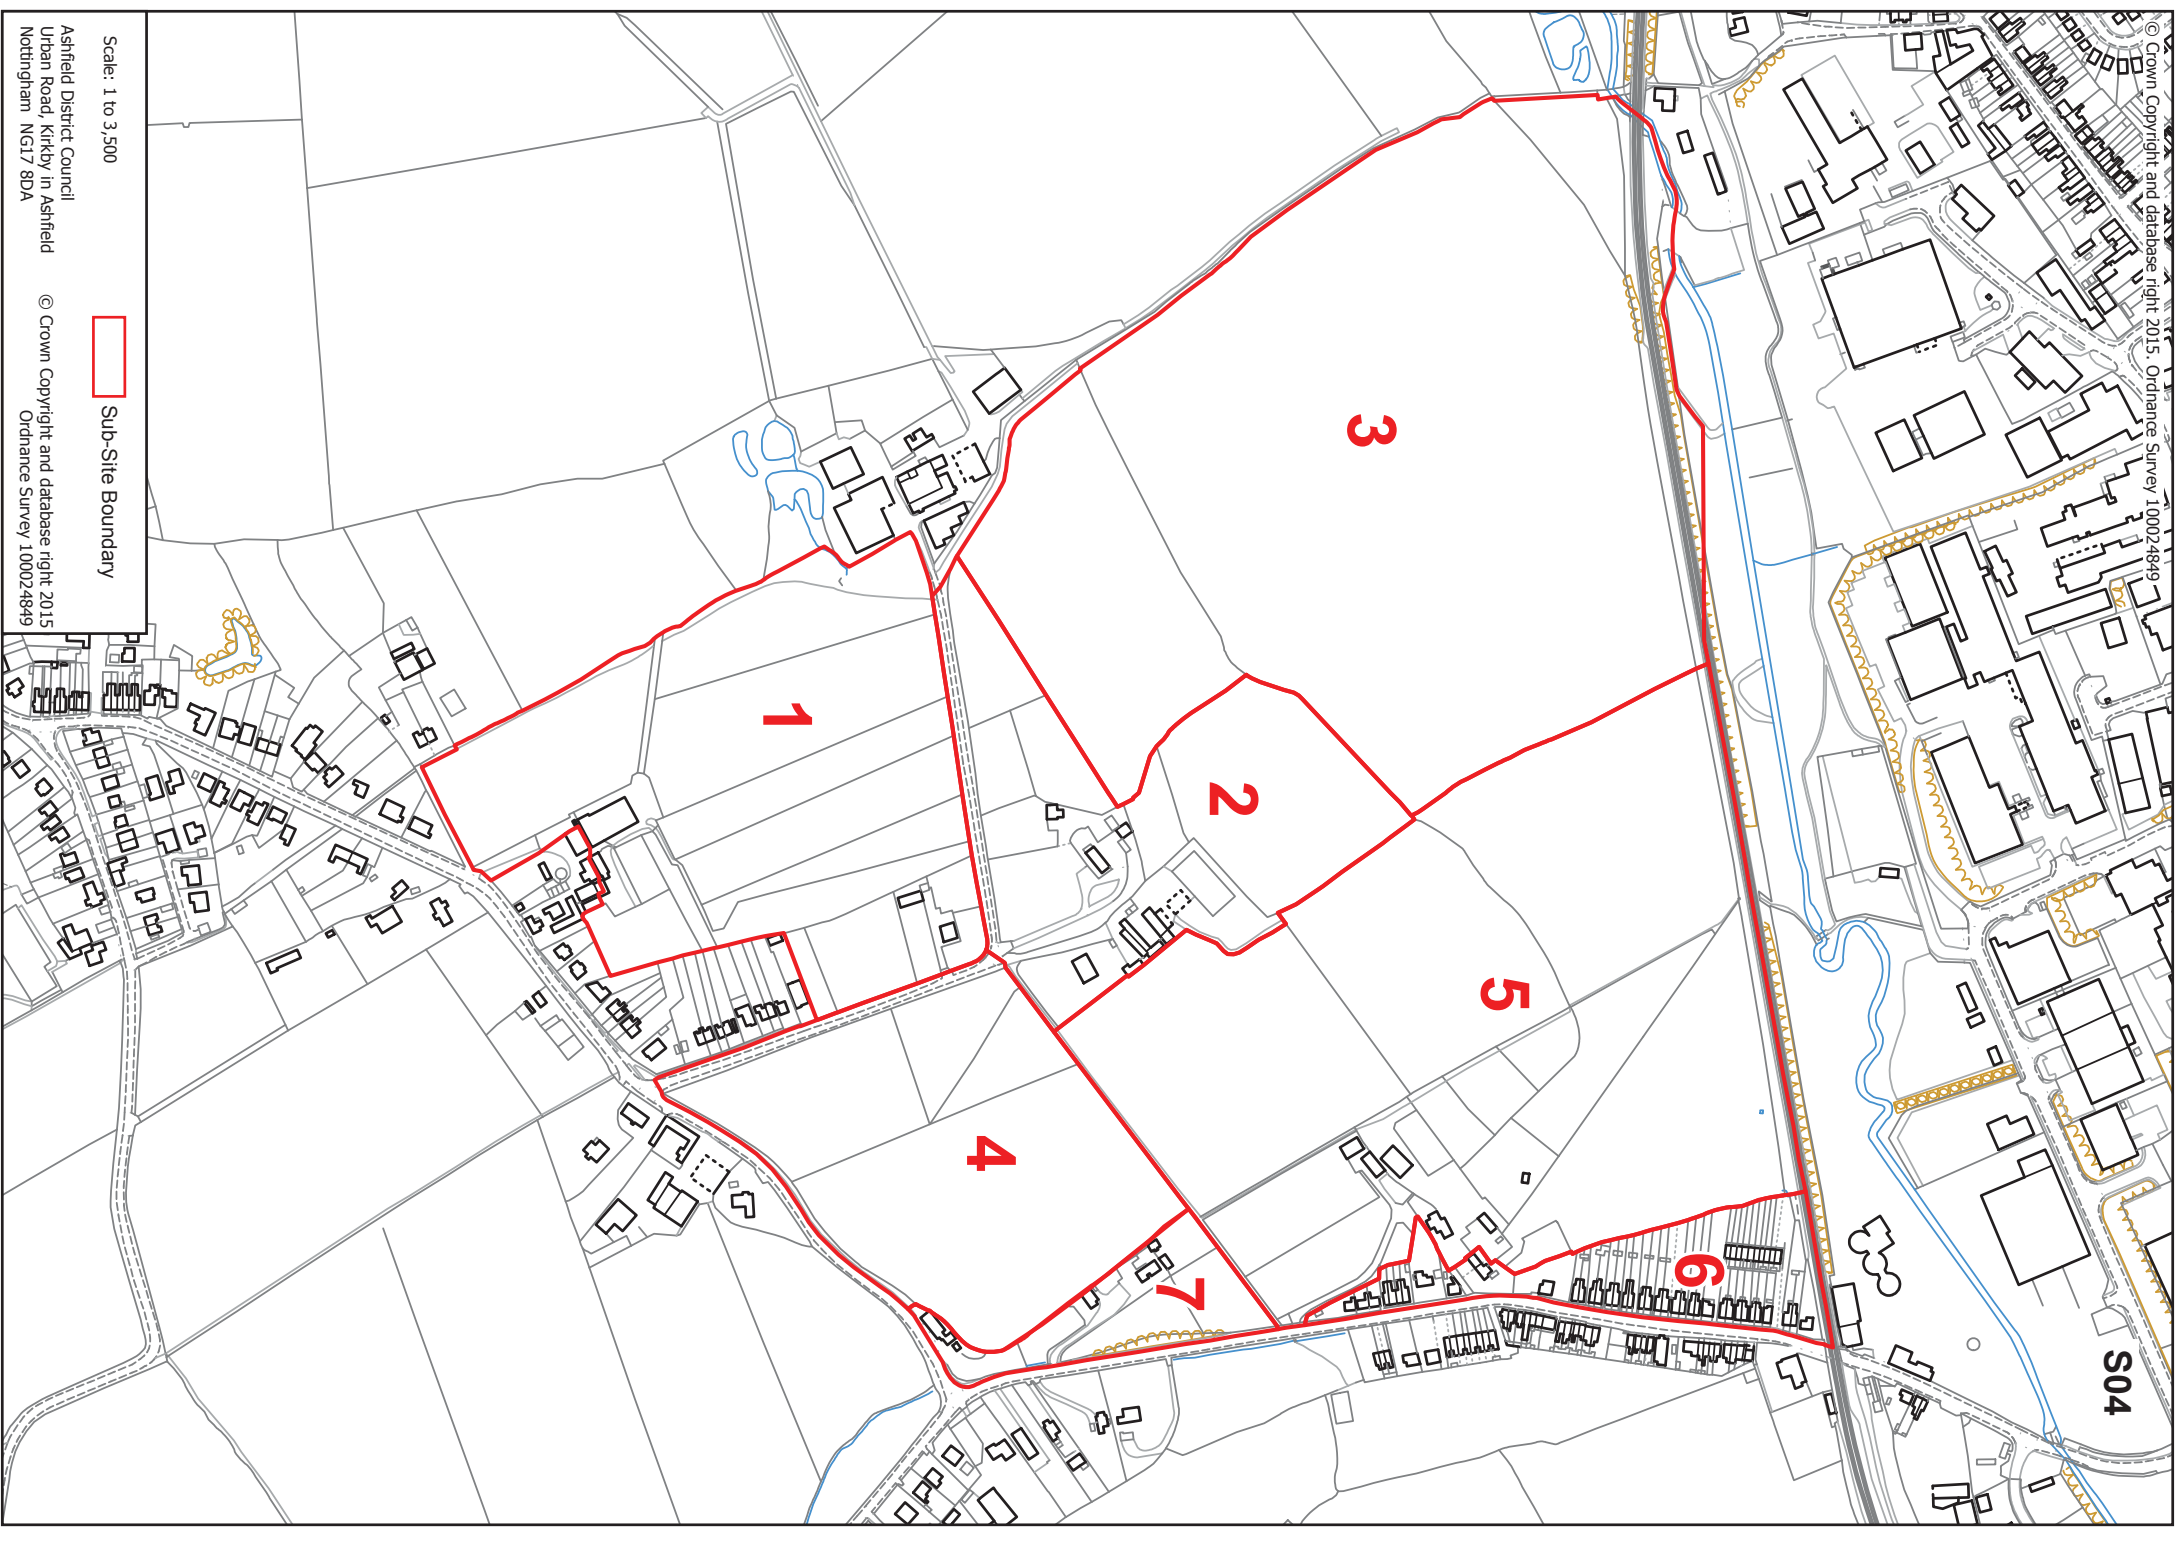 © Crown Copyright and database right 2015. Ordnance Survey 100024849
S04
3
2
5
1
4
6
7
Scale: 1 to 3,500
Sub-Site Boundary
Ashfield District Council
Urban Road, Kirkby in Ashfield
Nottingham NG17 8DA
© Crown Copyright and database right 2015
Ordnance Survey 100024849